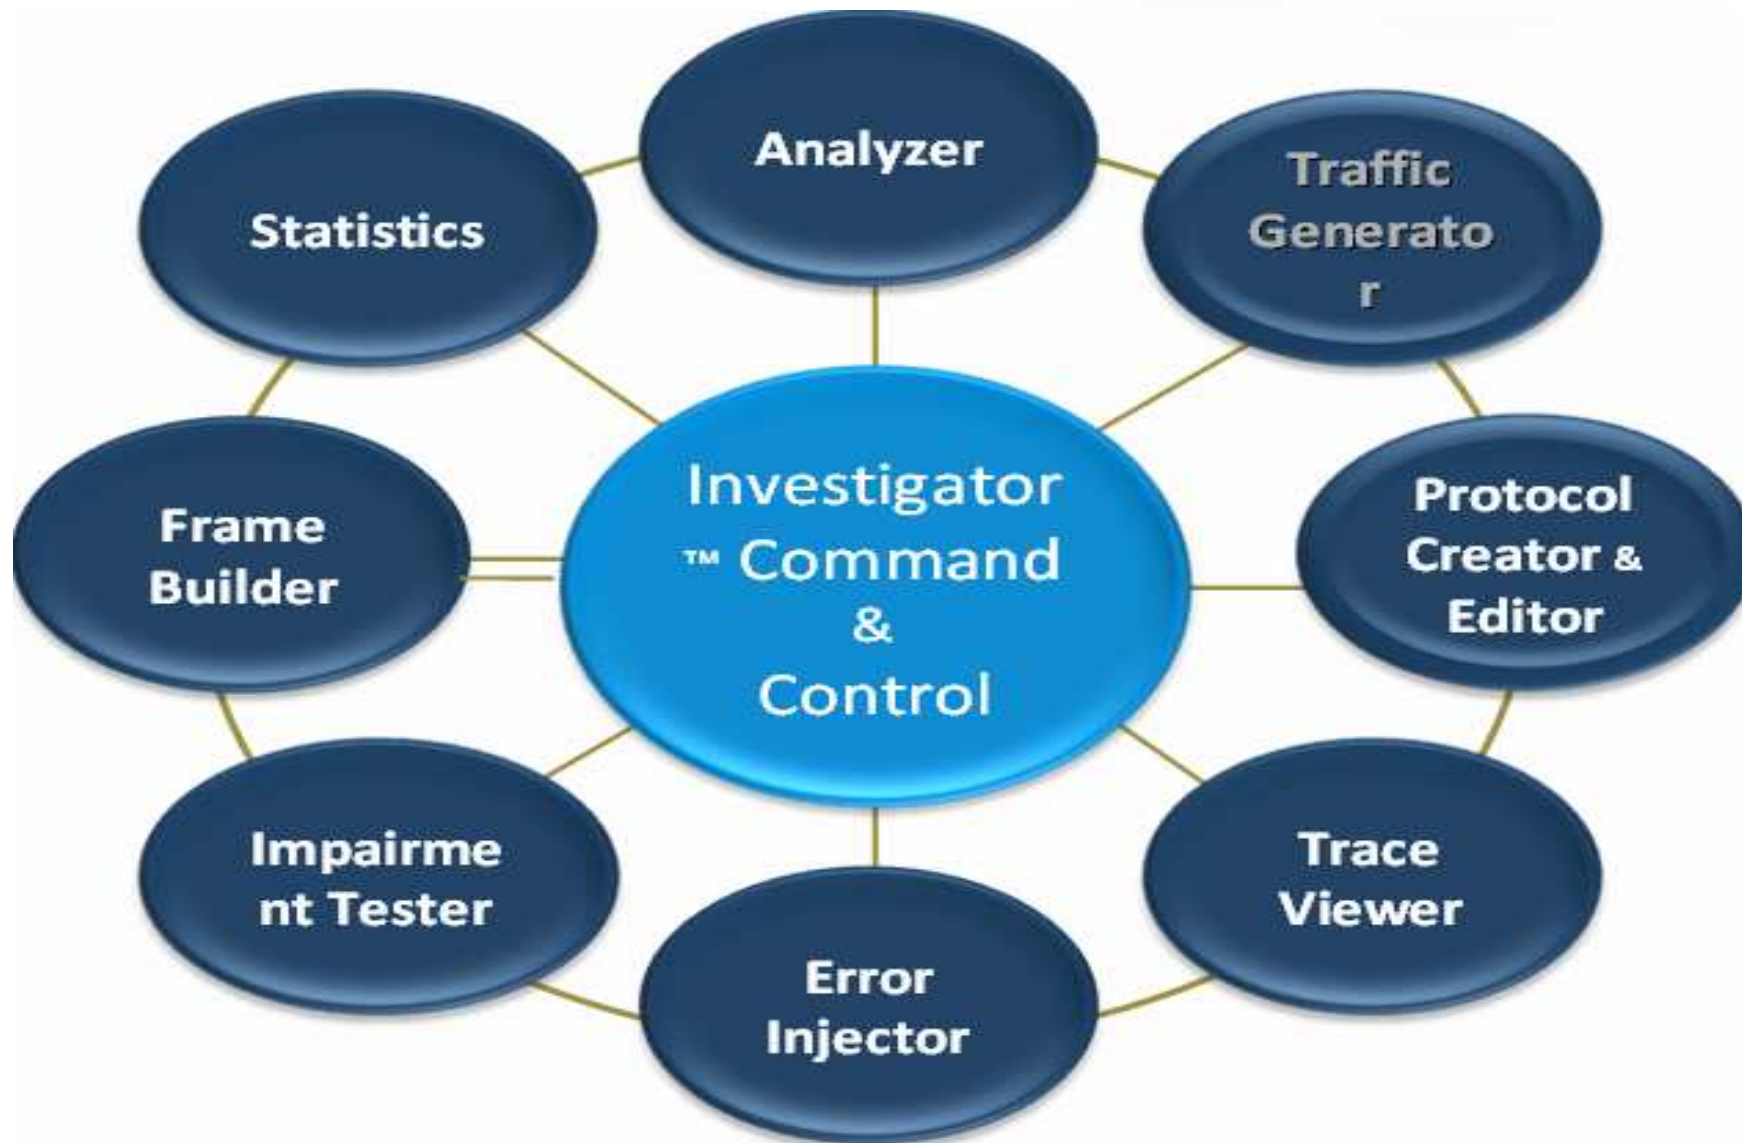 Analyzer
Traffic
Generato
r
Statistics
Protocol
Creator &
Editor
Investigator
™ Command
&
Control
Frame
Builder
Trace
Viewer
Impairme
nt Tester
Error
Injector